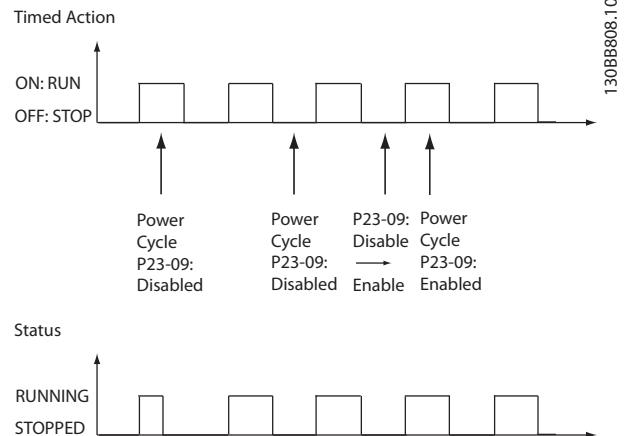 Timed Action
130BB808.10
ON: RUN
OFF: STOP
Power
Cycle
P23-09:
Disabled
Power
Cycle
P23-09:
Disabled
P23-09:
Disable
Enable
Power
Cycle
P23-09:
Enabled
Status
RUNNING
STOPPED